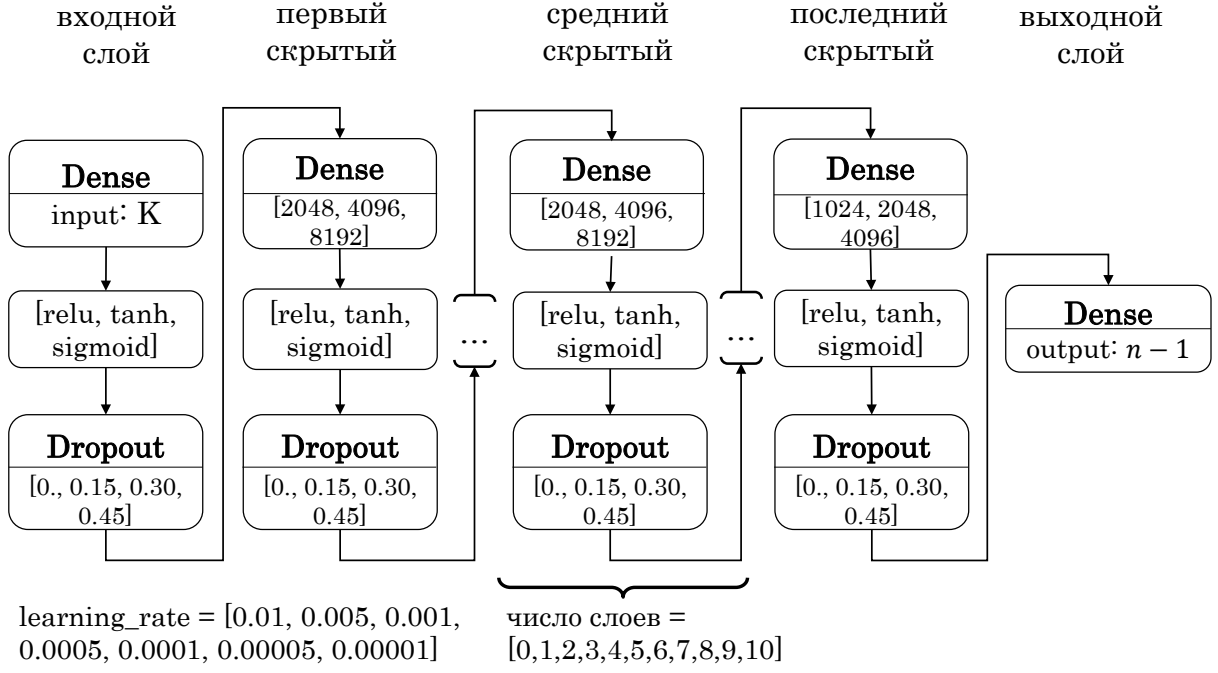 входной
слой
первый
скрытый
средний
скрытый
последний
скрытый
выходной
слой
Dense
input: K
[relu, tanh,
sigmoid]
Dropout
[0., 0.15, 0.30,
0.45]
Dense
[2048, 4096,
8192]
[relu, tanh,
sigmoid]
Dropout
[0., 0.15, 0.30,
0.45]
...
Dense
[2048, 4096,
8192]
[relu, tanh,
sigmoid]
Dropout
[0., 0.15, 0.30,
0.45]
...
Dense
[1024, 2048,
4096]
[relu, tanh,
sigmoid]
Dropout
[0., 0.15, 0.30,
0.45]
Dense
output: n − 1
learning_rate = [0.01, 0.005, 0.001,
0.0005, 0.0001, 0.00005, 0.00001]
число слоев =
[0,1,2,3,4,5,6,7,8,9,10]